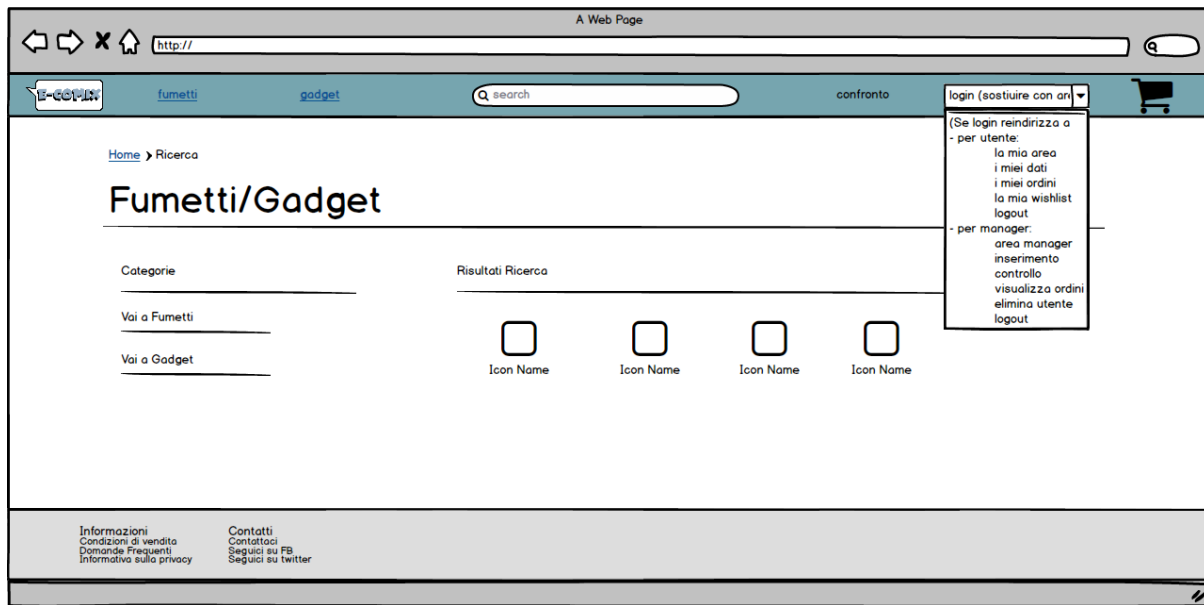 A Web Page
http://
E-COMIX
fumetti
gadget
search
confronto
login (sostiuire con are
(Se login reindirizza a
- per utente:
la mia area
i miei dati
i miei ordini
la mia wishlist
logout
- per manager:
area manager
inserimento
controllo
visualizza ordini
elimina utente
logout
Home > Ricerca
Fumetti/Gadget
Categorie
Vai a Fumetti
Vai a Gadget
Risultati Ricerca
Icon Name
Icon Name
Icon Name
Icon Name
Informazioni
Condizioni di vendita
Domande Frequenti
Informativa sulla privacy
Contatti
Contattaci
Seguici su FB
Seguici su twitter